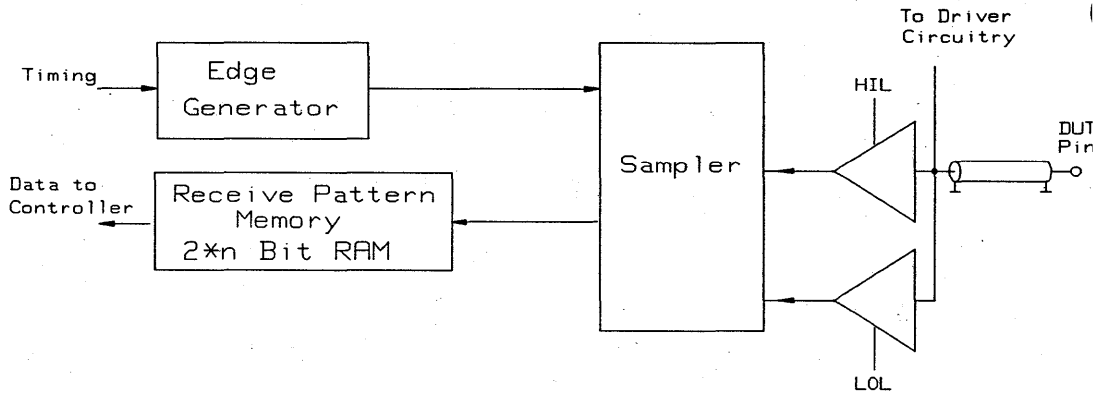 To Driver
Circuitry
Timing
Edge
Generator
HIL
DUT
Pin
Sampler
Data to
Controller
Receive Pattern
Memory
2*n Bit RAM
LOL